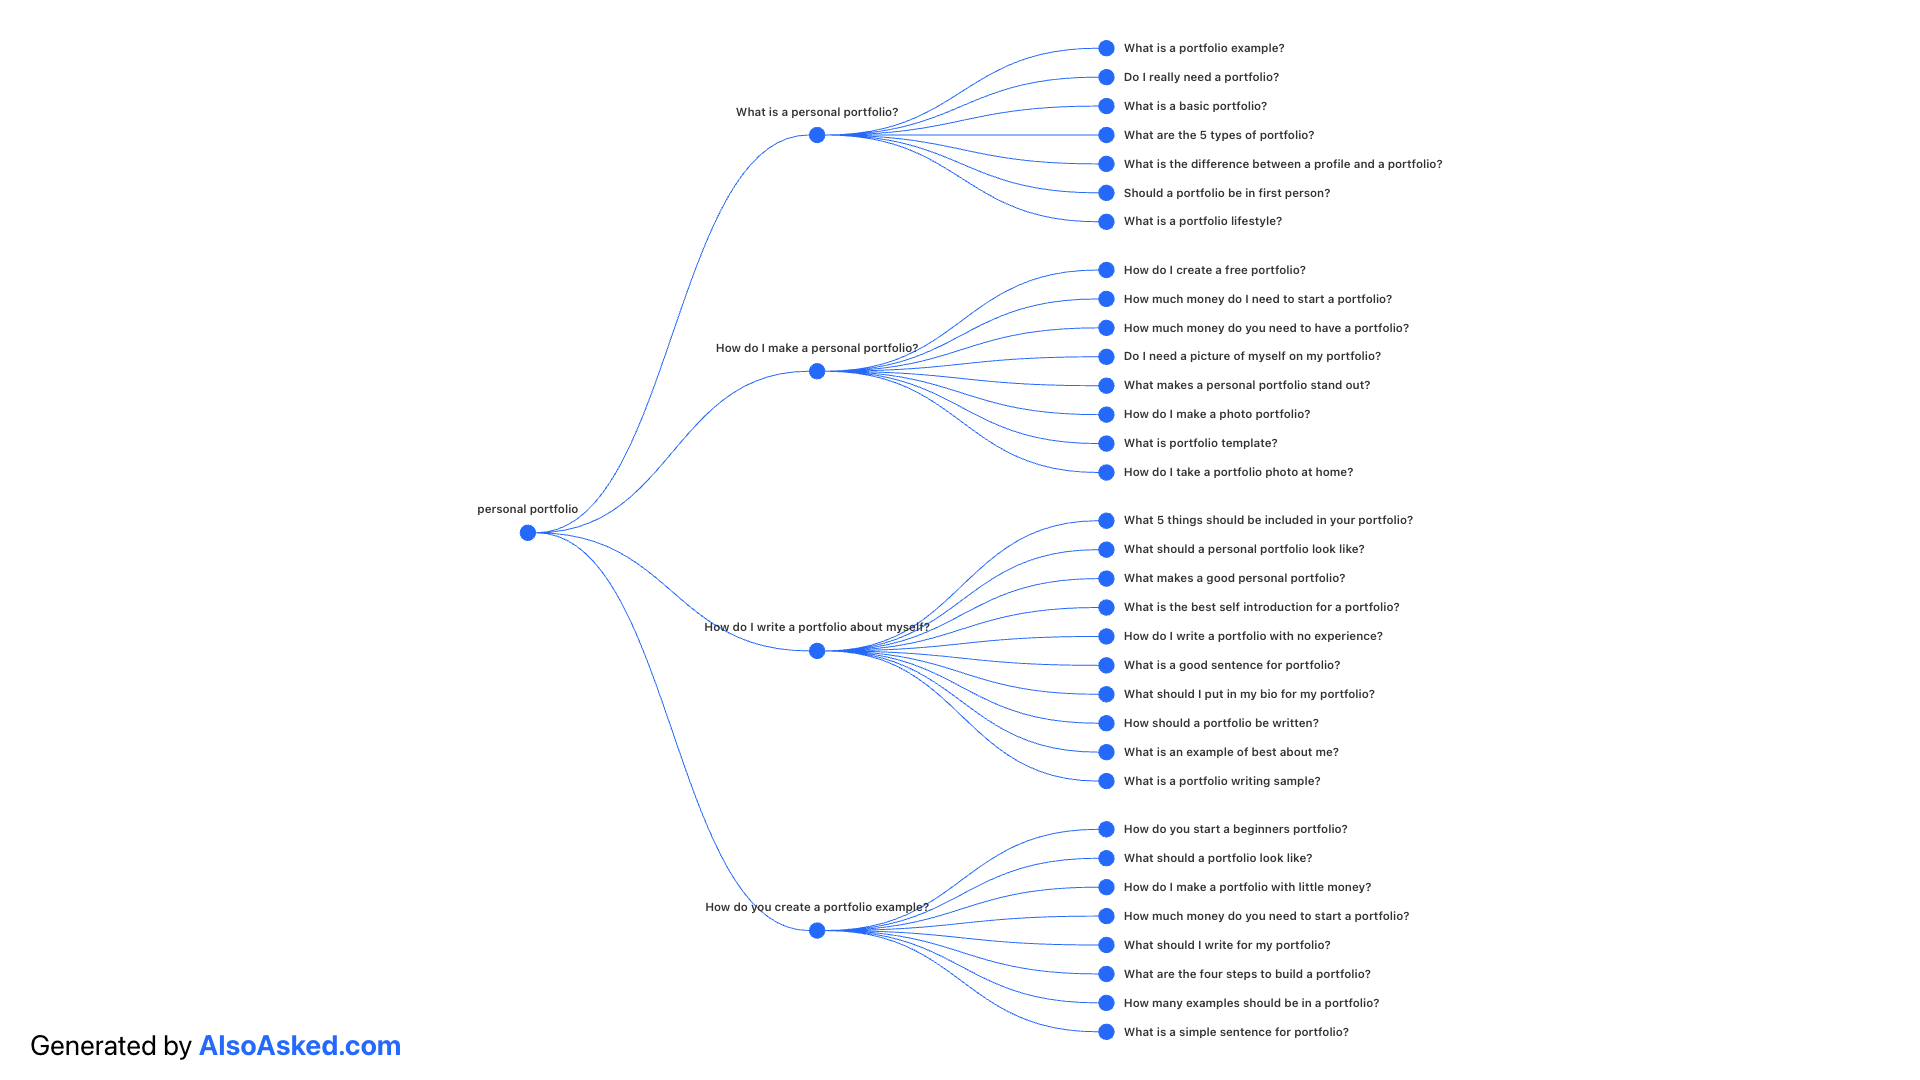 personal portfolio
What is a personal portfolio?
What is a portfolio example?
Do I really need a portfolio?
What is a basic portfolio?
What are the 5 types of portfolio?
What is the difference between a profile and a portfolio?
Should a portfolio be in first person?
What is a portfolio lifestyle?
How do I make a personal portfolio?
How do I create a free portfolio?
How much money do I need to start a portfolio?
How much money do you need to have a portfolio?
Do I need a picture of myself on my portfolio?
What makes a personal portfolio stand out?
How do I make a photo portfolio?
What is portfolio template?
How do I take a portfolio photo at home?
How do I write a portfolio about myself?
What 5 things should be included in your portfolio?
What should a personal portfolio look like?
What makes a good personal portfolio?
What is the best self introduction for a portfolio?
How do I write a portfolio with no experience?
What is a good sentence for portfolio?
What should I put in my bio for my portfolio?
How should a portfolio be written?
What is an example of best about me?
What is a portfolio writing sample?
How do you create a portfolio example?
How do you start a beginners portfolio?
What should a portfolio look like?
How do I make a portfolio with little money?
How much money do you need to start a portfolio?
What should I write for my portfolio?
What are the four steps to build a portfolio?
How many examples should be in a portfolio?
What is a simple sentence for portfolio?
Generated by AlsoAsked.com